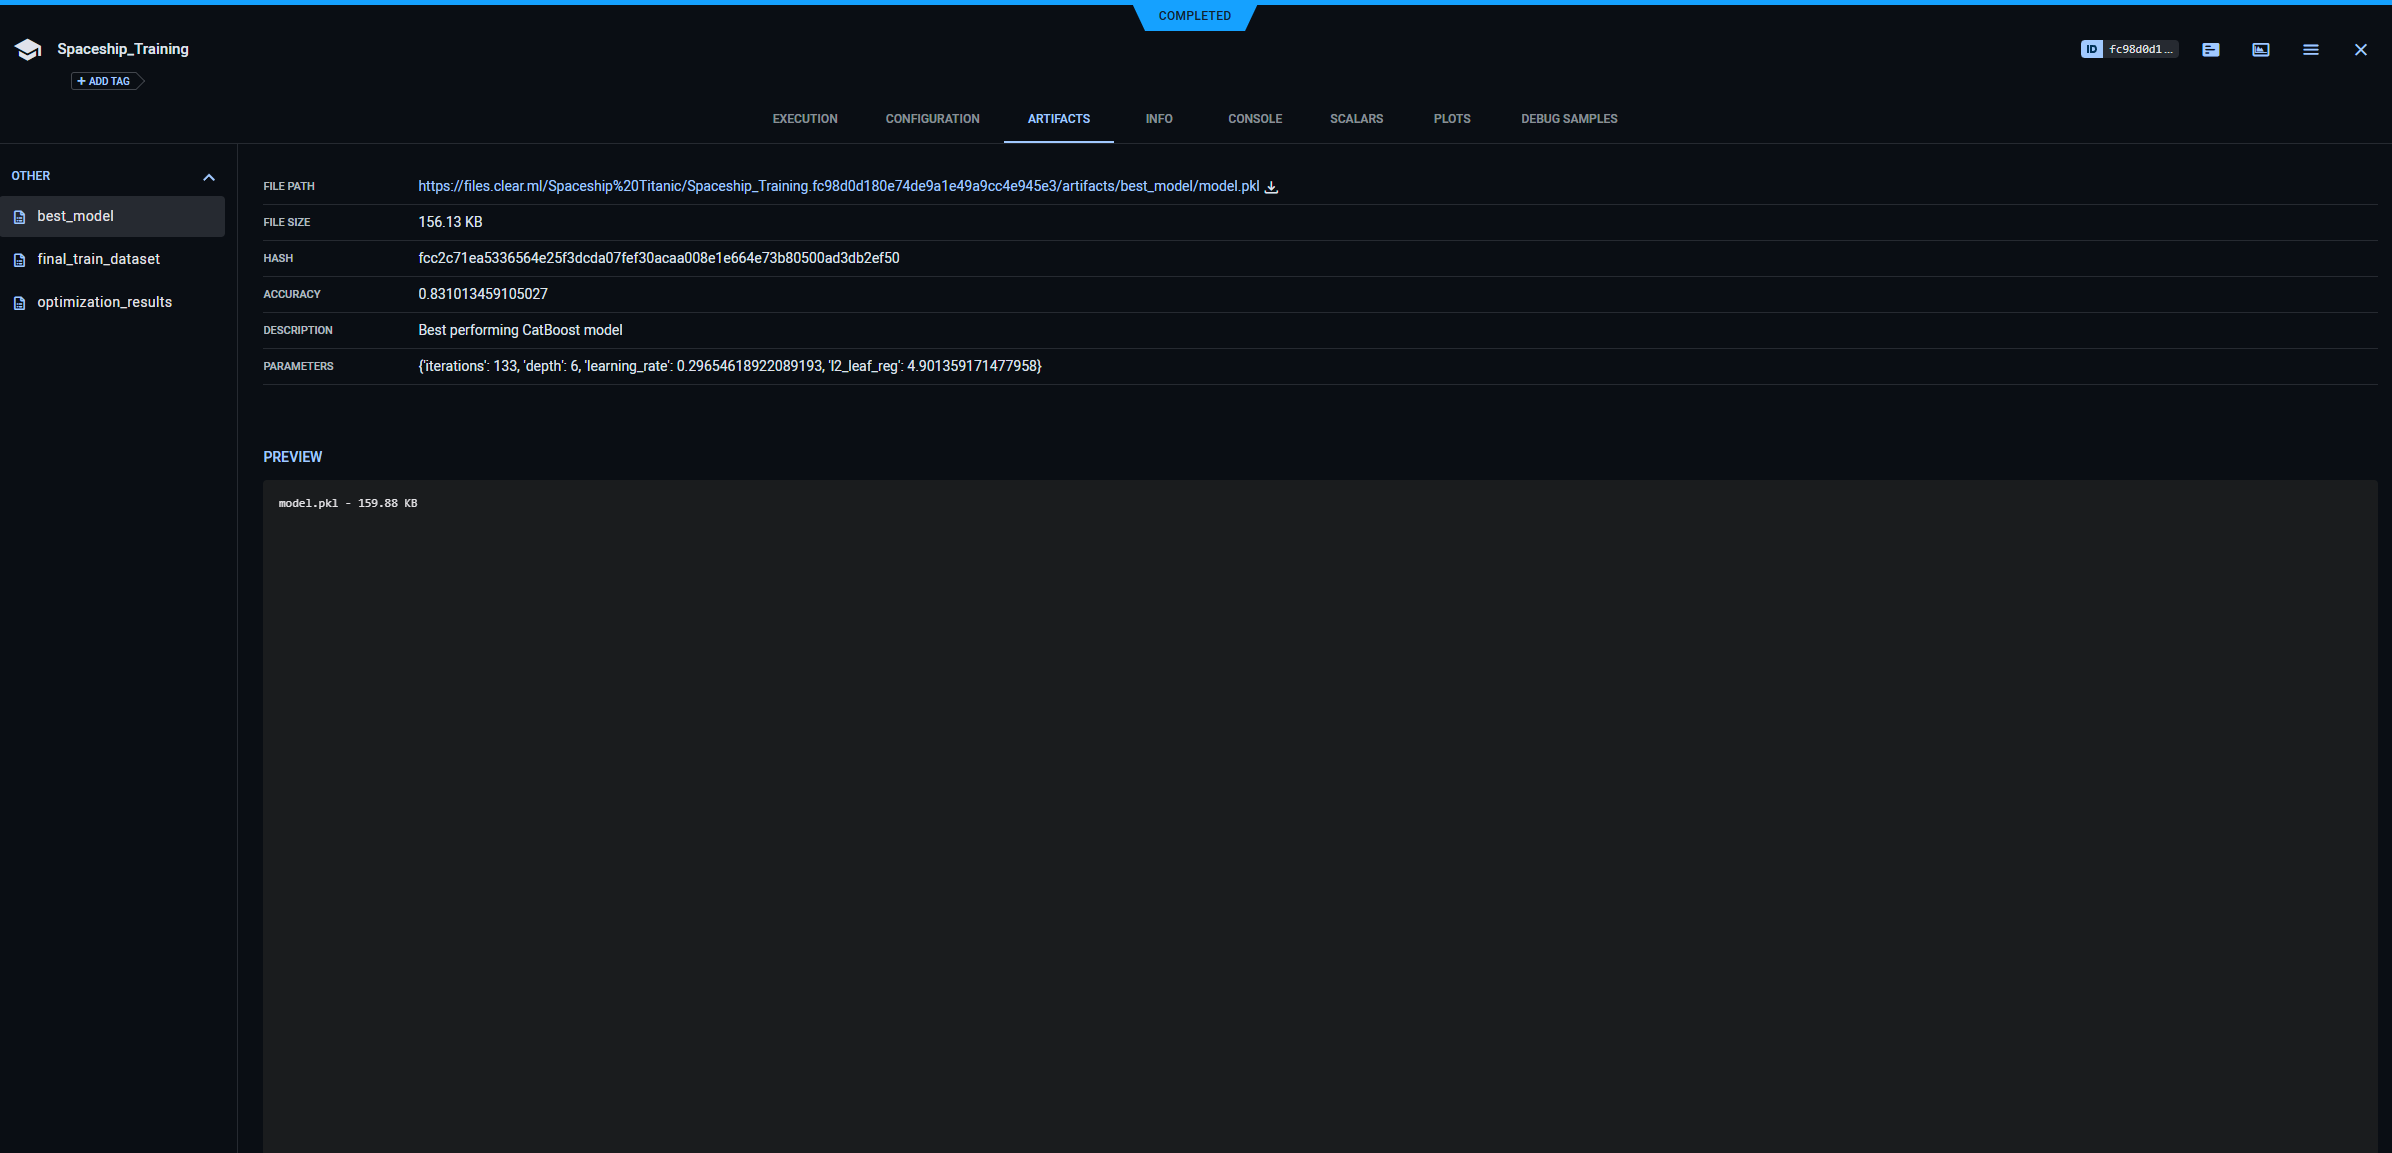 COMPLETED
Spaceship_Training
ID fc98d0d1...
+ ADD TAG
EXECUTION CONFIGURATION ARTIFACTS INFO CONSOLE SCALARS PLOTS DEBUG SAMPLES
OTHER
best_model
final_train_dataset
optimization_results
FILE PATH https://files.clear.ml/Spaceship%20Titanic/Spaceship_Training.fc98d0d180e74de9a1e49a9cc4e945e3/artifacts/best_model/model.pkl
FILE SIZE 156.13 KB
HASH fcc2c71ea5336564e25f3dcda07fef30acaa008e1e664e73b80500ad3db2ef50
ACCURACY 0.831013459105027
DESCRIPTION Best performing CatBoost model
PARAMETERS {'iterations': 133, 'depth': 6, 'learning_rate': 0.29654618922089193, 'l2_leaf_reg': 4.901359171477958}
PREVIEW
model.pkl - 159.88 KB